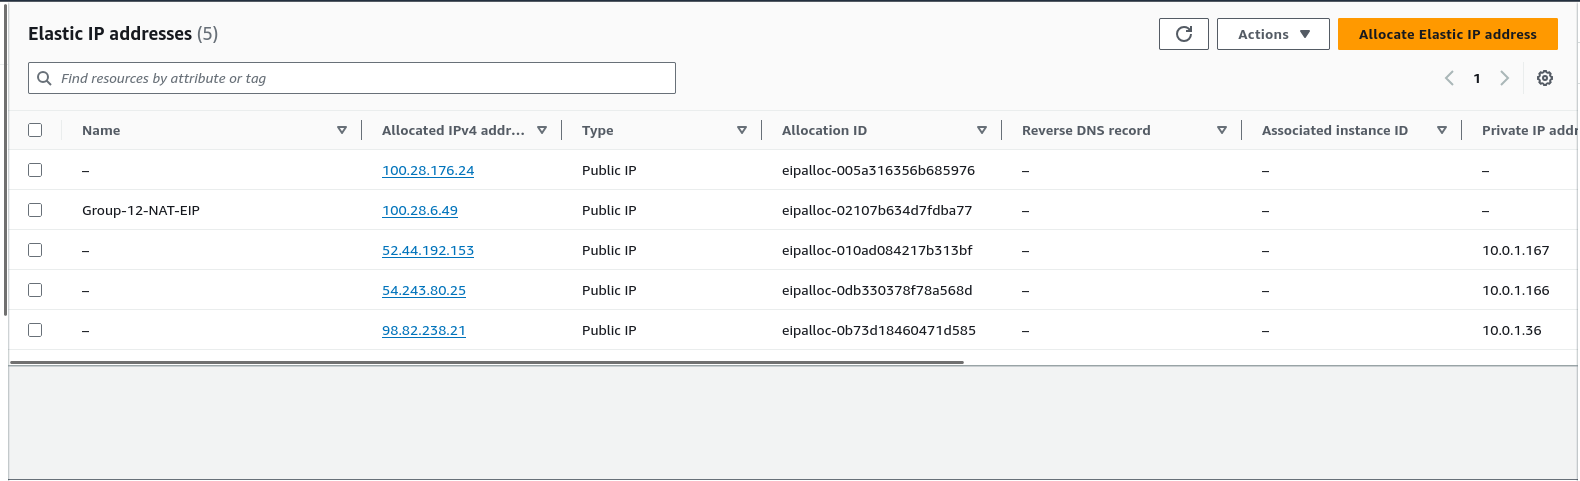 Elastic IP addresses (5)
Actions
Allocate Elastic IP address
Find resources by attribute or tag
1
Name Allocated IPv4 addr... Type Allocation ID Reverse DNS record Associated instance ID Private IP addr
– 100.28.176.24 Public IP eipalloc-005a316356b685976 – – –
Group-12-NAT-EIP 100.28.6.49 Public IP eipalloc-02107b634d7fdba77 – – –
– 52.44.192.153 Public IP eipalloc-010ad084217b313bf – – 10.0.1.167
– 54.243.80.25 Public IP eipalloc-0db330378f78a568d – – 10.0.1.166
– 98.82.238.21 Public IP eipalloc-0b73d18460471d585 – – 10.0.1.36